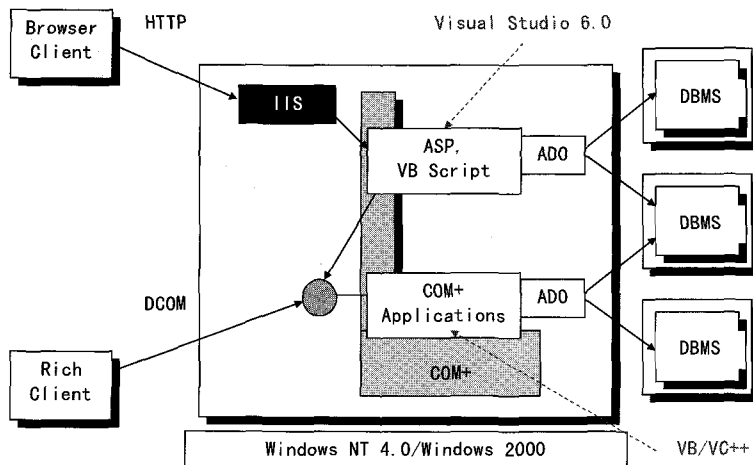 Browser
Client
HTTP
Visual Studio 6.0
IIS
ASP,
VB Script
ADO
DBMS
DBMS
DCOM
COM+
Applications
ADO
DBMS
Rich
Client
COM+
Windows NT 4.0/Windows 2000
VB/VC++